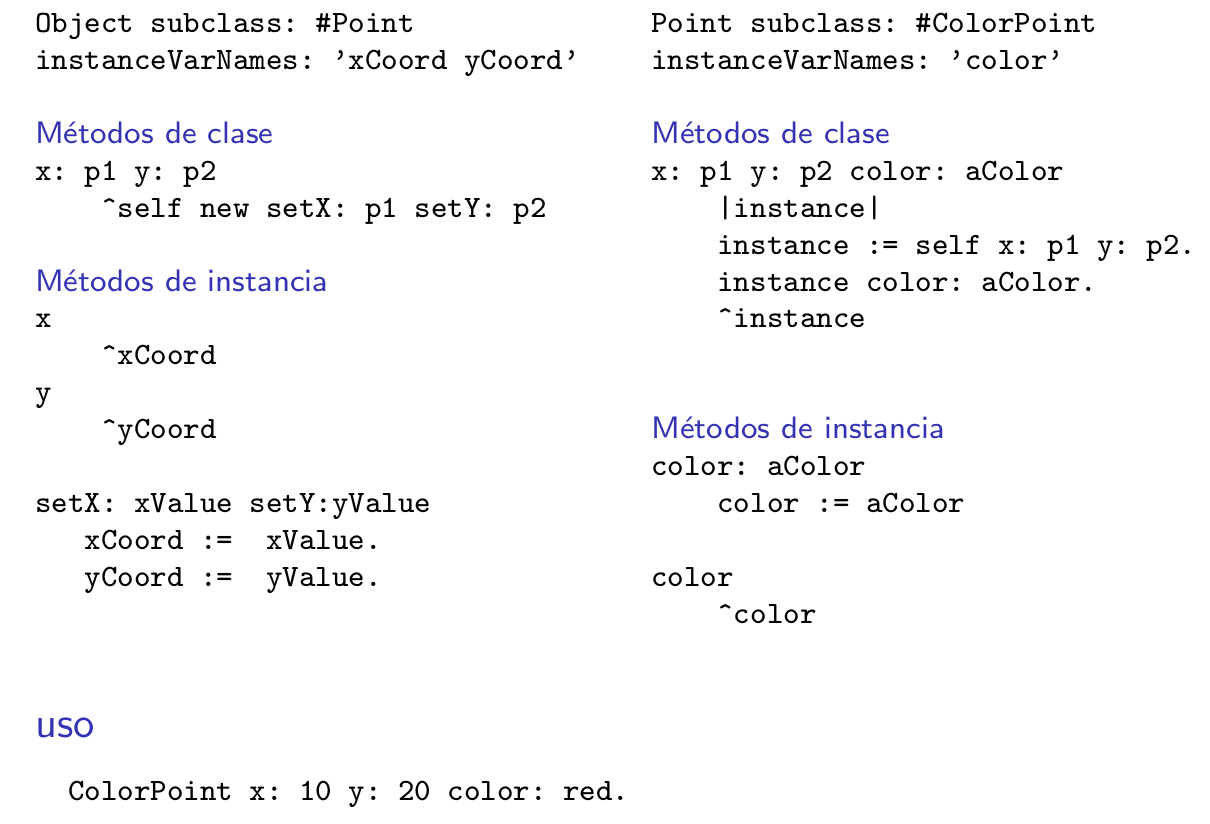 Object subclass: #Point
instanceVarNames: ’xCoord yCoord’
Métodos de clase
x: p1 y: p2
    ^self new setX: p1 setY: p2
Métodos de instancia
x
    ^xCoord
y
    ^yCoord
setX: xValue setY:yValue
   xCoord :=  xValue.
   yCoord :=  yValue.
Point subclass: #ColorPoint
instanceVarNames: ’color’
Métodos de clase
x: p1 y: p2 color: aColor
    |instance|
    instance := self x: p1 y: p2.
    instance color: aColor.
    ^instance
Métodos de instancia
color: aColor
    color := aColor
color
    ^color
uso
ColorPoint x: 10 y: 20 color: red.